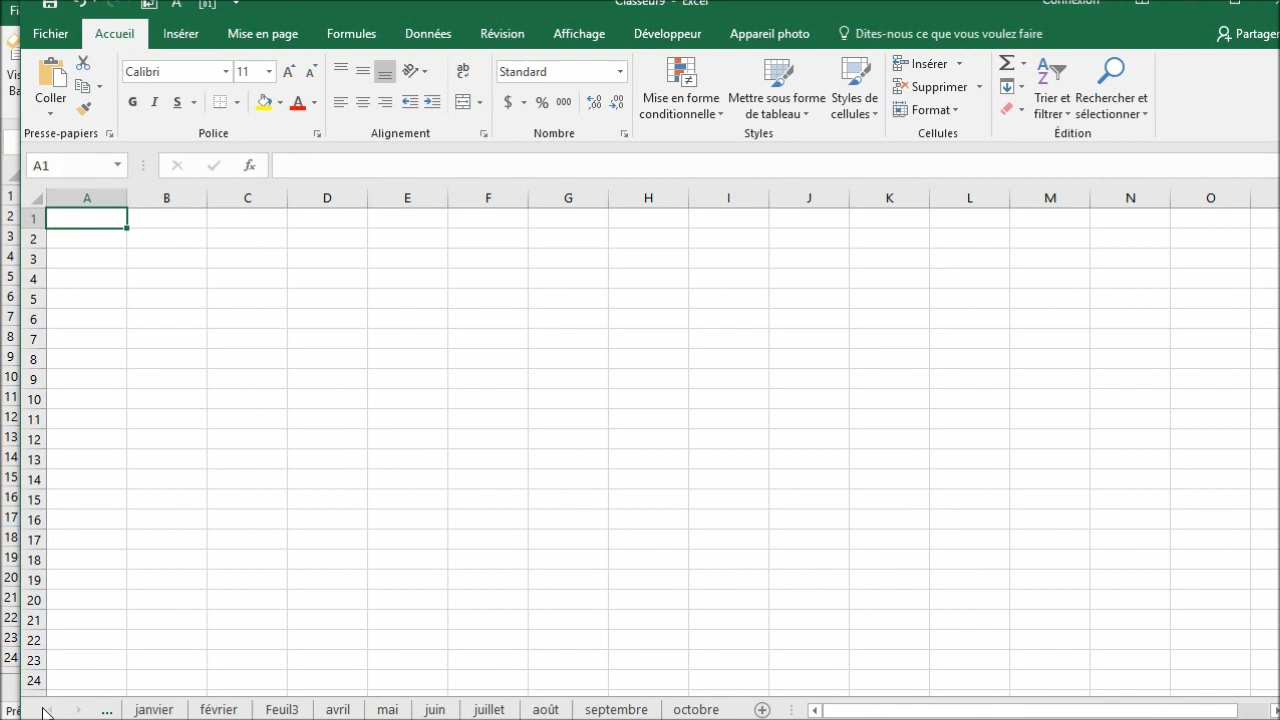 Classeur9 - Excel
Connexion
Fichier Accueil Insérer Mise en page Formules Données Révision Affichage Développeur Appareil photo Dites-nous ce que vous voulez faire Partager
Coller
Presse-papiers
Calibri 11
G I S A
Police
Alignement
Standard
$ % 000
Nombre
Mise en forme conditionnelle
Mettre sous forme de tableau
Styles de cellules
Styles
Insérer
Supprimer
Format
Cellules
Trier et filtrer
Rechercher et sélectionner
Édition
A1 fx
A B C D E F G H I J K L M N O
1
2
3
4
5
6
7
8
9
10
11
12
13
14
15
16
17
18
19
20
21
22
23
24
... janvier février Feuil3 avril mai juin juillet août septembre octobre